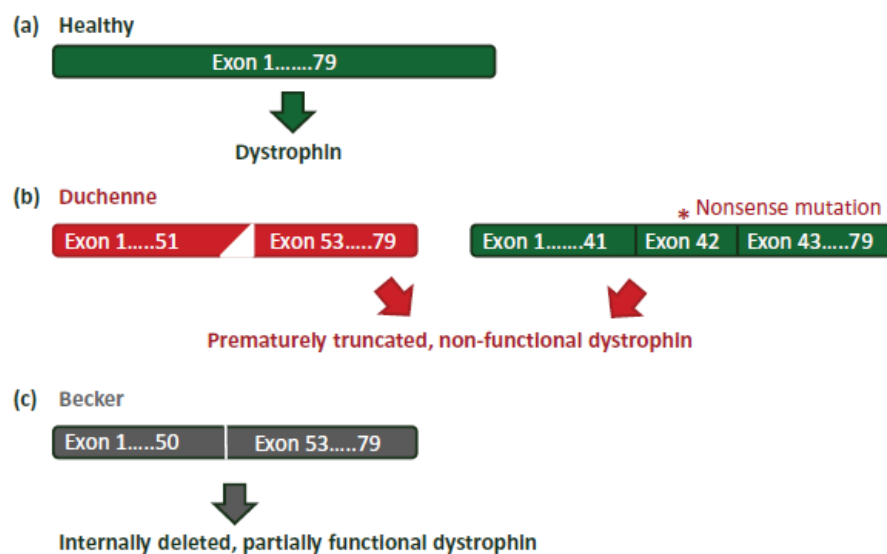 (a) Healthy
Exon 1.......79
Dystrophin
(b) Duchenne
* Nonsense mutation
Exon 1.....51 Exon 53.....79 Exon 1.......41 Exon 42 Exon 43.....79
Prematurely truncated, non-functional dystrophin
(c) Becker
Exon 1.....50 Exon 53.....79
Internally deleted, partially functional dystrophin